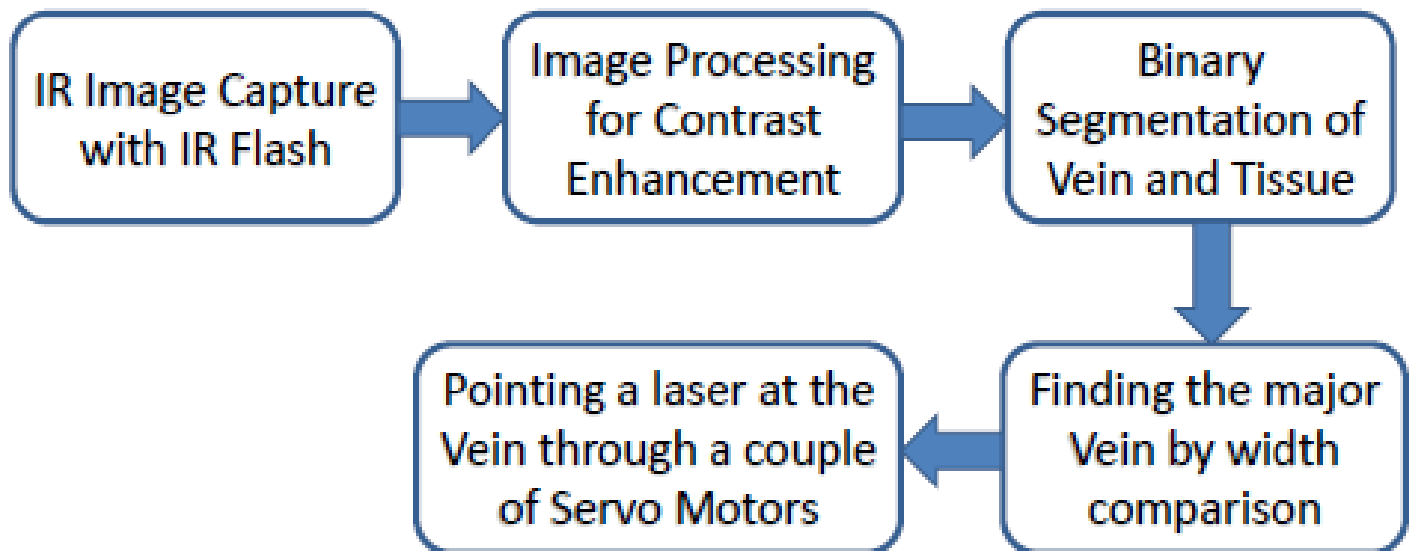 IR Image Capture
with IR Flash
Image Processing
for Contrast
Enhancement
Binary
Segmentation of
Vein and Tissue
Finding the major
Vein by width
comparison
Pointing a laser at the
Vein through a couple
of Servo Motors